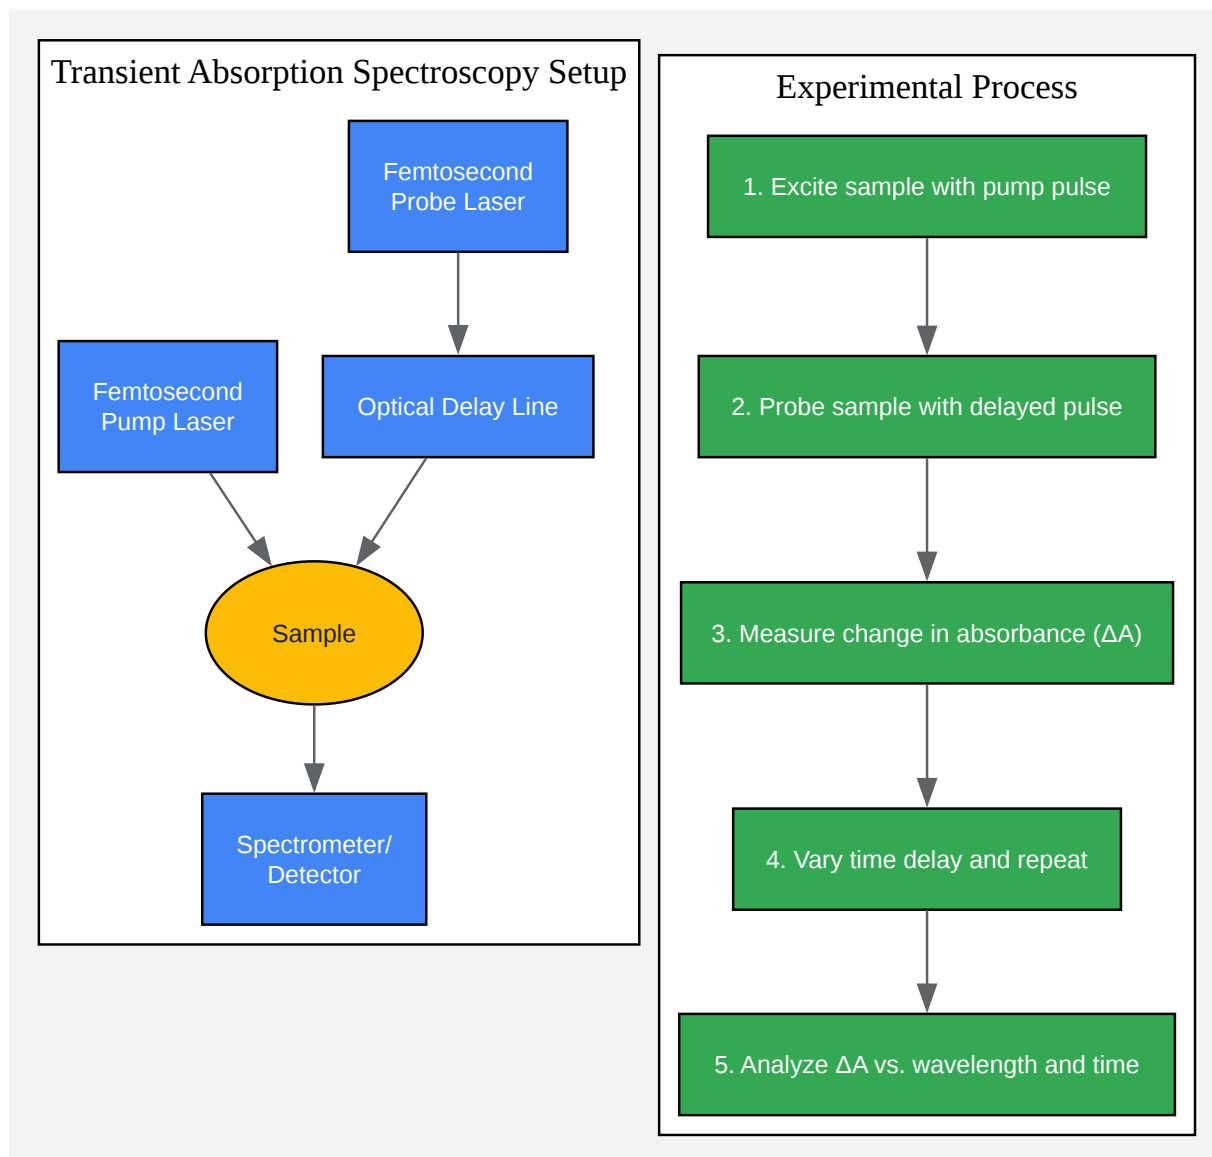 Transient Absorption Spectroscopy Setup
Femtosecond
Probe Laser
Femtosecond
Pump Laser
Optical Delay Line
Sample
Spectrometer/
Detector
Experimental Process
1. Excite sample with pump pulse
2. Probe sample with delayed pulse
3. Measure change in absorbance (ΔA)
4. Vary time delay and repeat
5. Analyze ΔA vs. wavelength and time